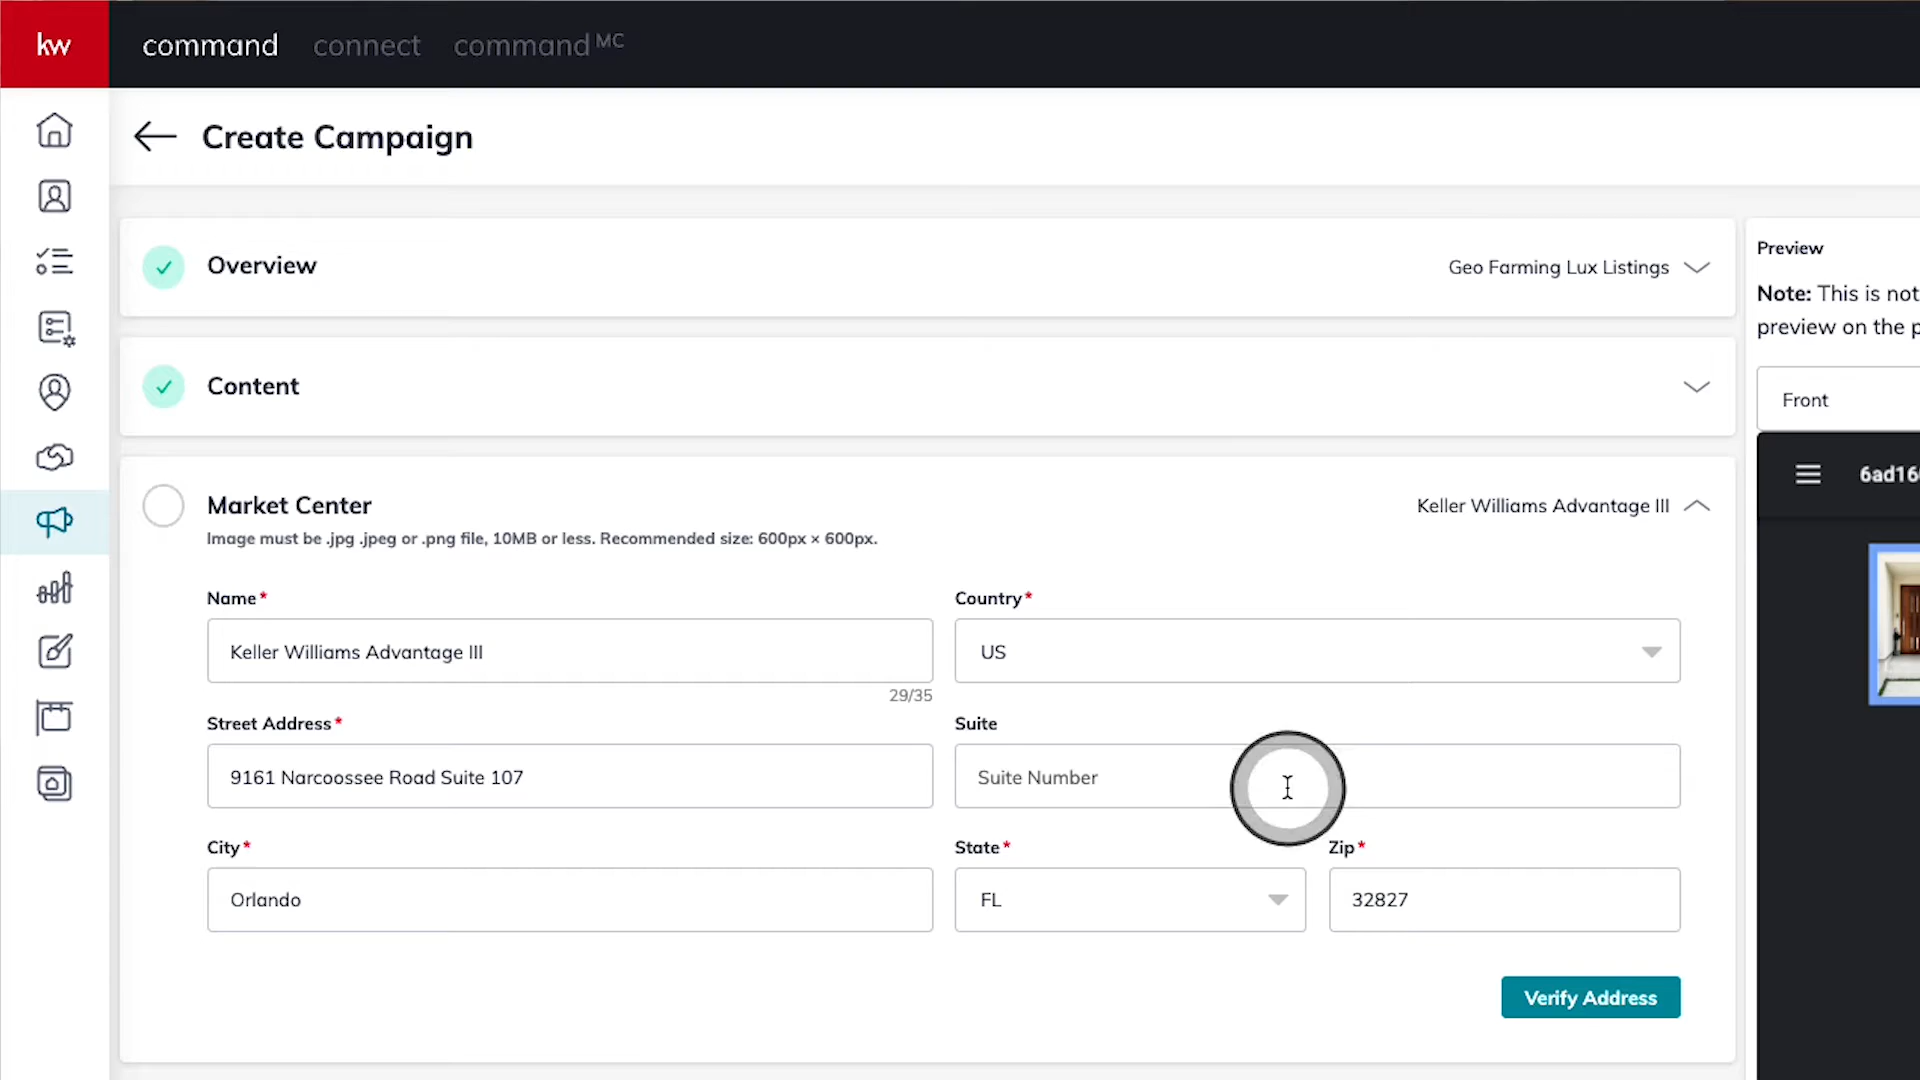 kw command connect command MC
Create Campaign
Overview
Geo Farming Lux Listings
Content
Market Center
Keller Williams Advantage III
Image must be .jpg .jpeg or .png file, 10MB or less. Recommended size: 600px × 600px.
Name*
Country*
Keller Williams Advantage III
US
29/35
Street Address*
Suite
9161 Narcoossee Road Suite 107
Suite Number
City*
State*
Zip*
Orlando
FL
32827
Verify Address
Preview
Note: This is not
preview on the p
Front
6ad16